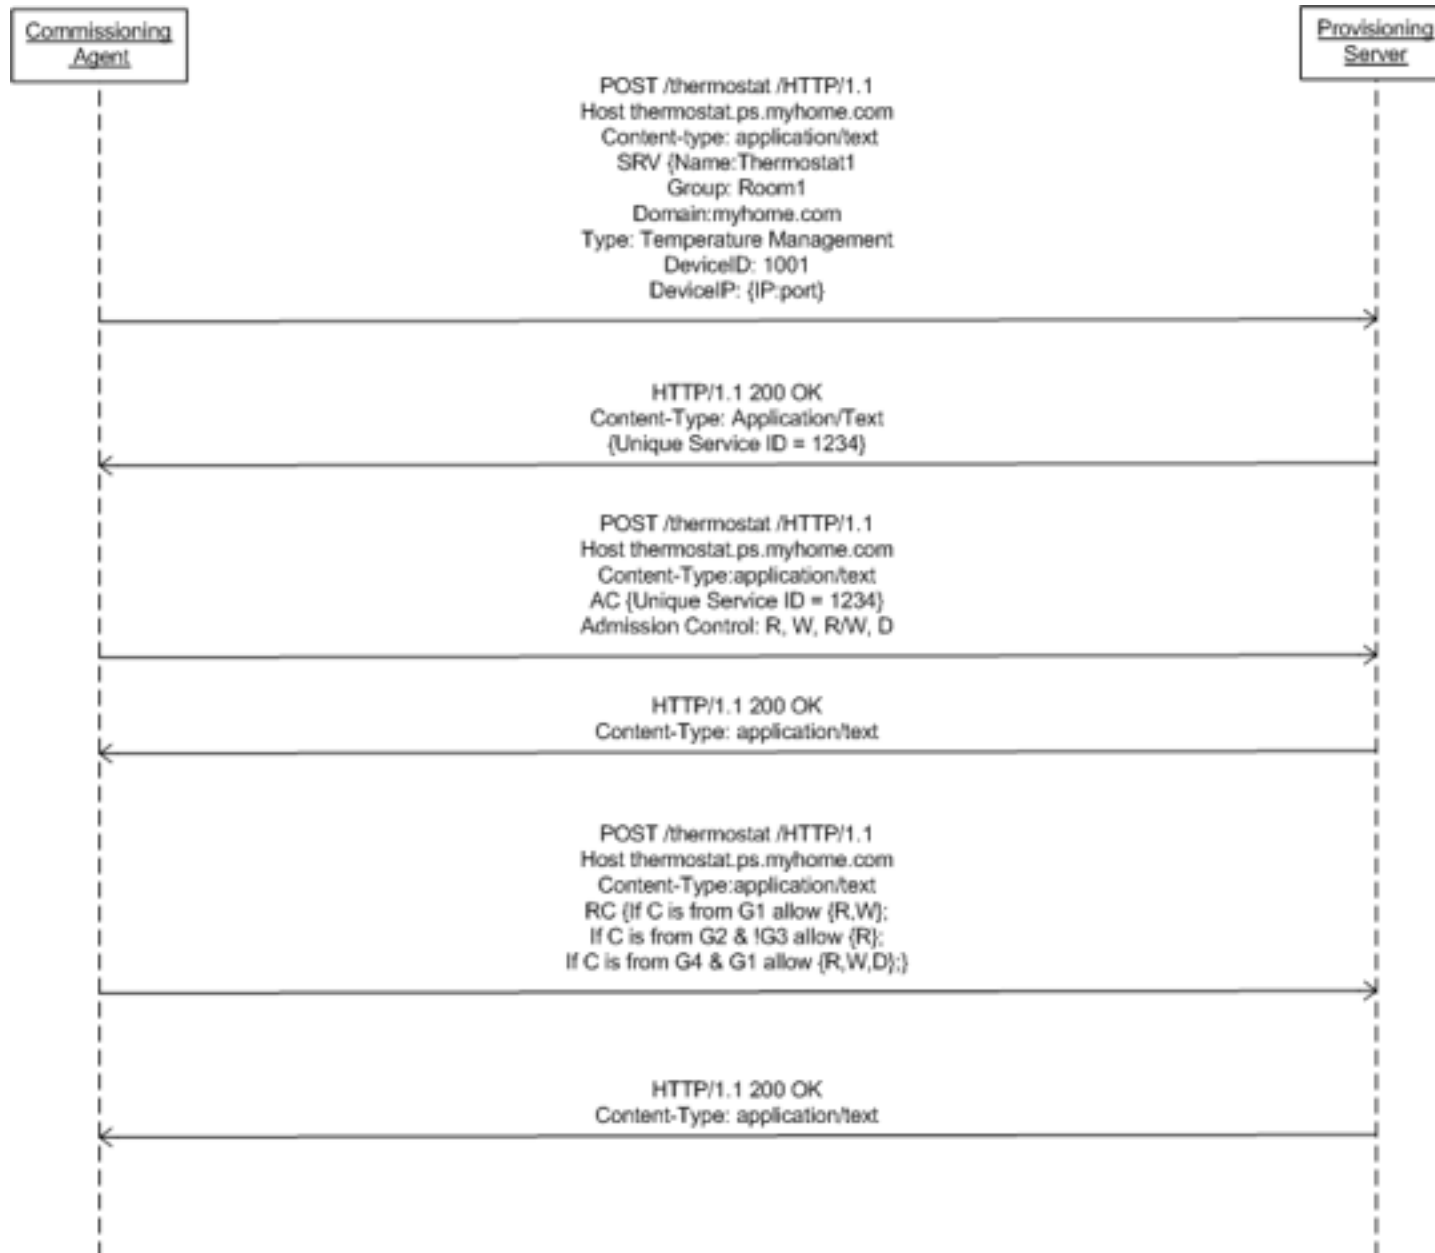 Commissioning
Agent
Provisioning
Server
POST /thermostat /HTTP/1.1
Host thermostat.ps.myhome.com
Content-type: application/text
SRV {Name:Thermostat1
Group: Room1
Domain:myhome.com
Type: Temperature Management
DeviceID: 1001
DeviceIP: {IP:port}
HTTP/1.1 200 OK
Content-Type: Application/Text
{Unique Service ID = 1234}
POST /thermostat /HTTP/1.1
Host thermostat.ps.myhome.com
Content-Type:application/text
AC {Unique Service ID = 1234}
Admission Control: R, W, R/W, D
HTTP/1.1 200 OK
Content-Type: application/text
POST /thermostat /HTTP/1.1
Host thermostat.ps.myhome.com
Content-Type:application/text
RC {If C is from G1 allow {R,W};
If C is from G2 & !G3 allow {R};
If C is from G4 & G1 allow {R,W,D};}
HTTP/1.1 200 OK
Content-Type: application/text